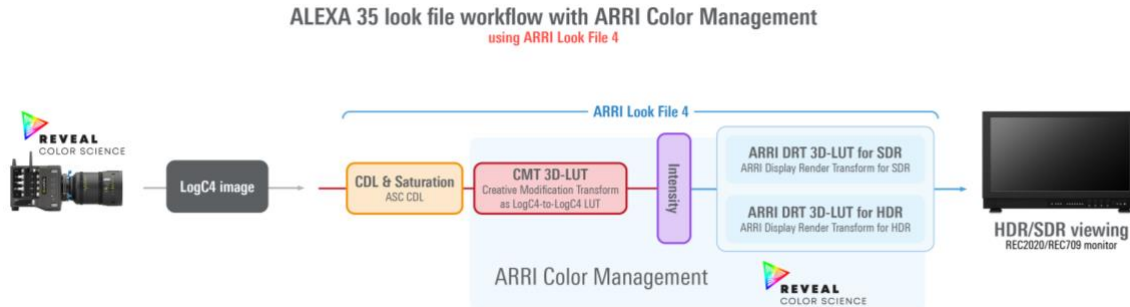 ALEXA 35 look file workflow with ARRI Color Management
using ARRI Look File 4
ARRI Look File 4
REVEAL
COLOR SCIENCE
LogC4 image
CDL & Saturation
ASC CDL
CMT 3D-LUT
Creative Modification Transform
as LogC4-to-LogC4 LUT
Intensity
ARRI DRT 3D-LUT for SDR
ARRI Display Render Transform for SDR
ARRI DRT 3D-LUT for HDR
ARRI Display Render Transform for HDR
HDR/SDR viewing
REC2020/REC709 monitor
ARRI Color Management
REVEAL
COLOR SCIENCE